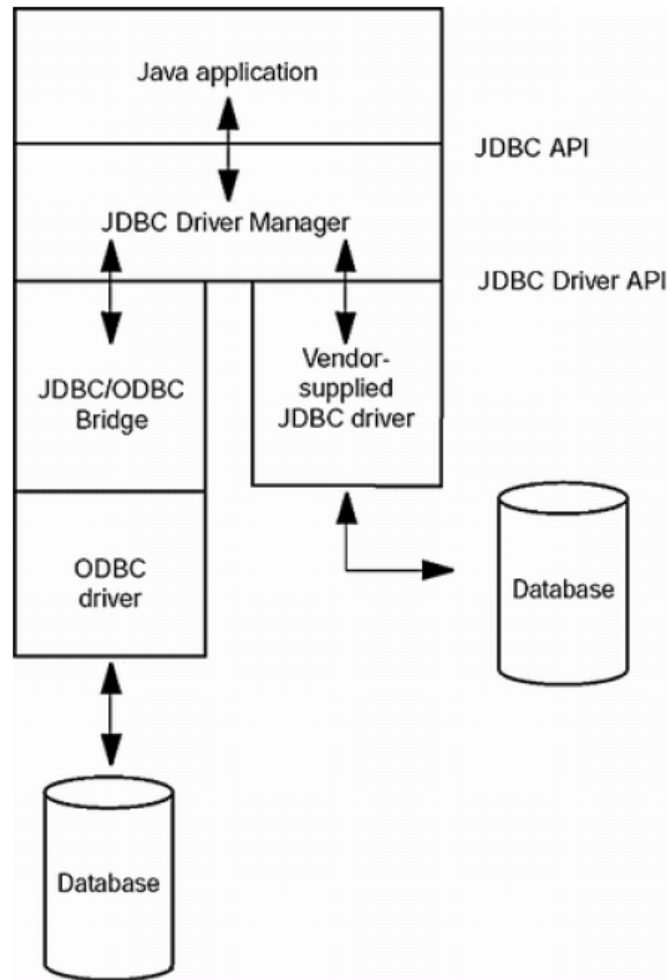 Java application
JDBC API
JDBC Driver Manager
JDBC Driver API
JDBC/ODBC
Bridge
Vendor-
supplied
JDBC driver
ODBC
driver
Database
Database